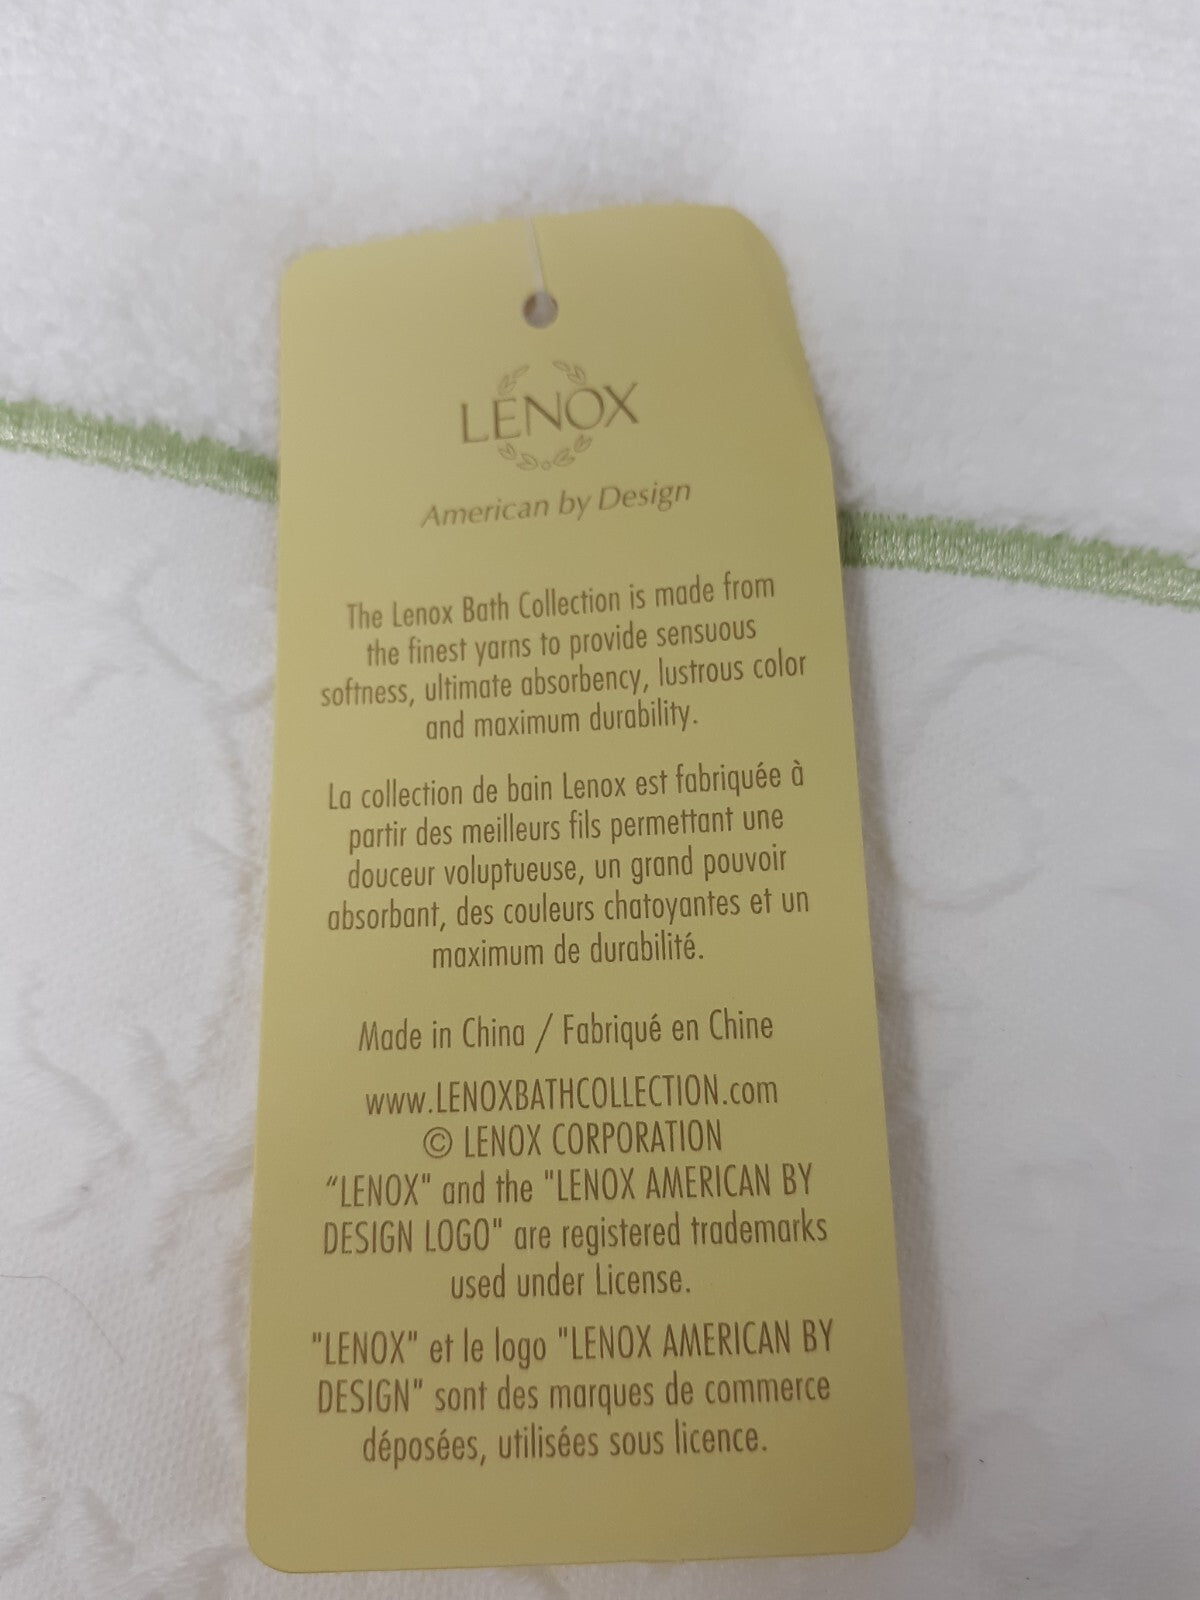 LENOX
American by Design
The Lenox Bath Collection is made from
the finest yarns to provide sensuous
softness, ultimate absorbency, lustrous color
and maximum durability.
La collection de bain Lenox est fabriquée à
partir des meilleurs fils permettant une
douceur voluptueuse, un grand pouvoir
absorbant, des couleurs chatoyantes et un
maximum de durabilité.
Made in China / Fabriqué en Chine
www.LENOXBATHCOLLECTION.com
© LENOX CORPORATION
“LENOX" and the "LENOX AMERICAN BY
DESIGN LOGO" are registered trademarks
used under License.
"LENOX" et le logo "LENOX AMERICAN BY
DESIGN" sont des marques de commerce
déposées, utilisées sous licence.